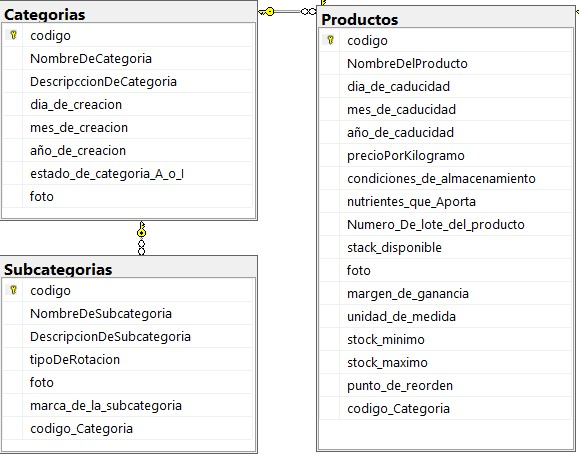 Categorias
codigo
NombreDeCategoria
DescripccionDeCategoria
dia_de_creacion
mes_de_creacion
año_de_creacion
estado_de_categoria_A_o_I
foto
Subcategorias
codigo
NombreDeSubcategoria
DescripcionDeSubcategoria
tipoDeRotacion
foto
marca_de_la_subcategoria
codigo_Categoria
Productos
codigo
NombreDelProducto
dia_de_caducidad
mes_de_caducidad
año_de_caducidad
precioPorKilogramo
condiciones_de_almacenamiento
nutrientes_que_Aporta
Numero_De_lote_del_producto
stack_disponible
foto
margen_de_ganancia
unidad_de_medida
stock_minimo
stock_maximo
punto_de_reorden
codigo_Categoria